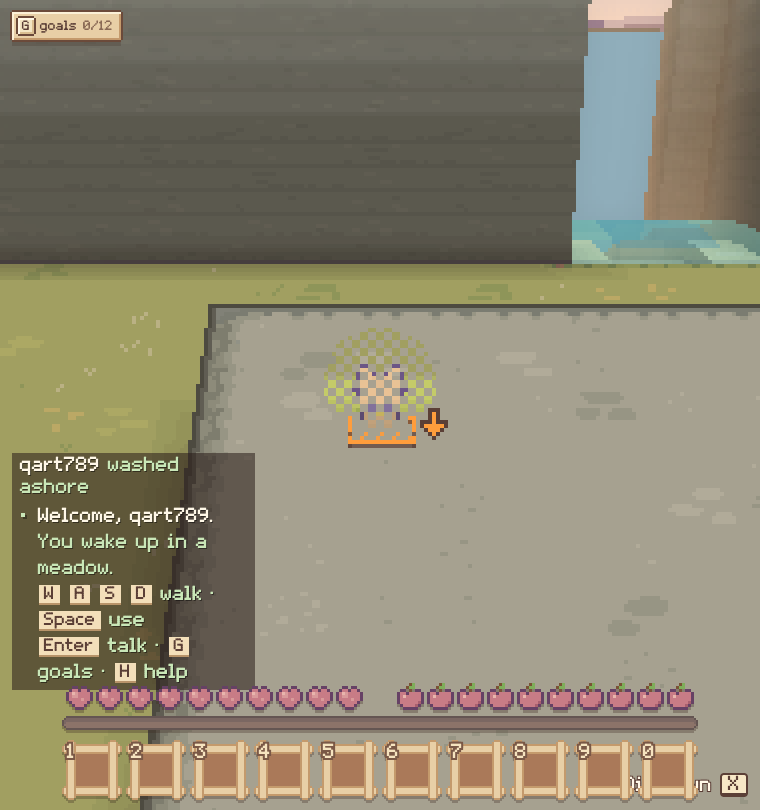 G goals 0/12
qart789 washed
ashore
· Welcome, qart789.
You wake up in a
meadow.
W A S D walk ·
Space use
Enter talk · G
goals · H help
1 2 3 4 5 6 7 8 9 0
X